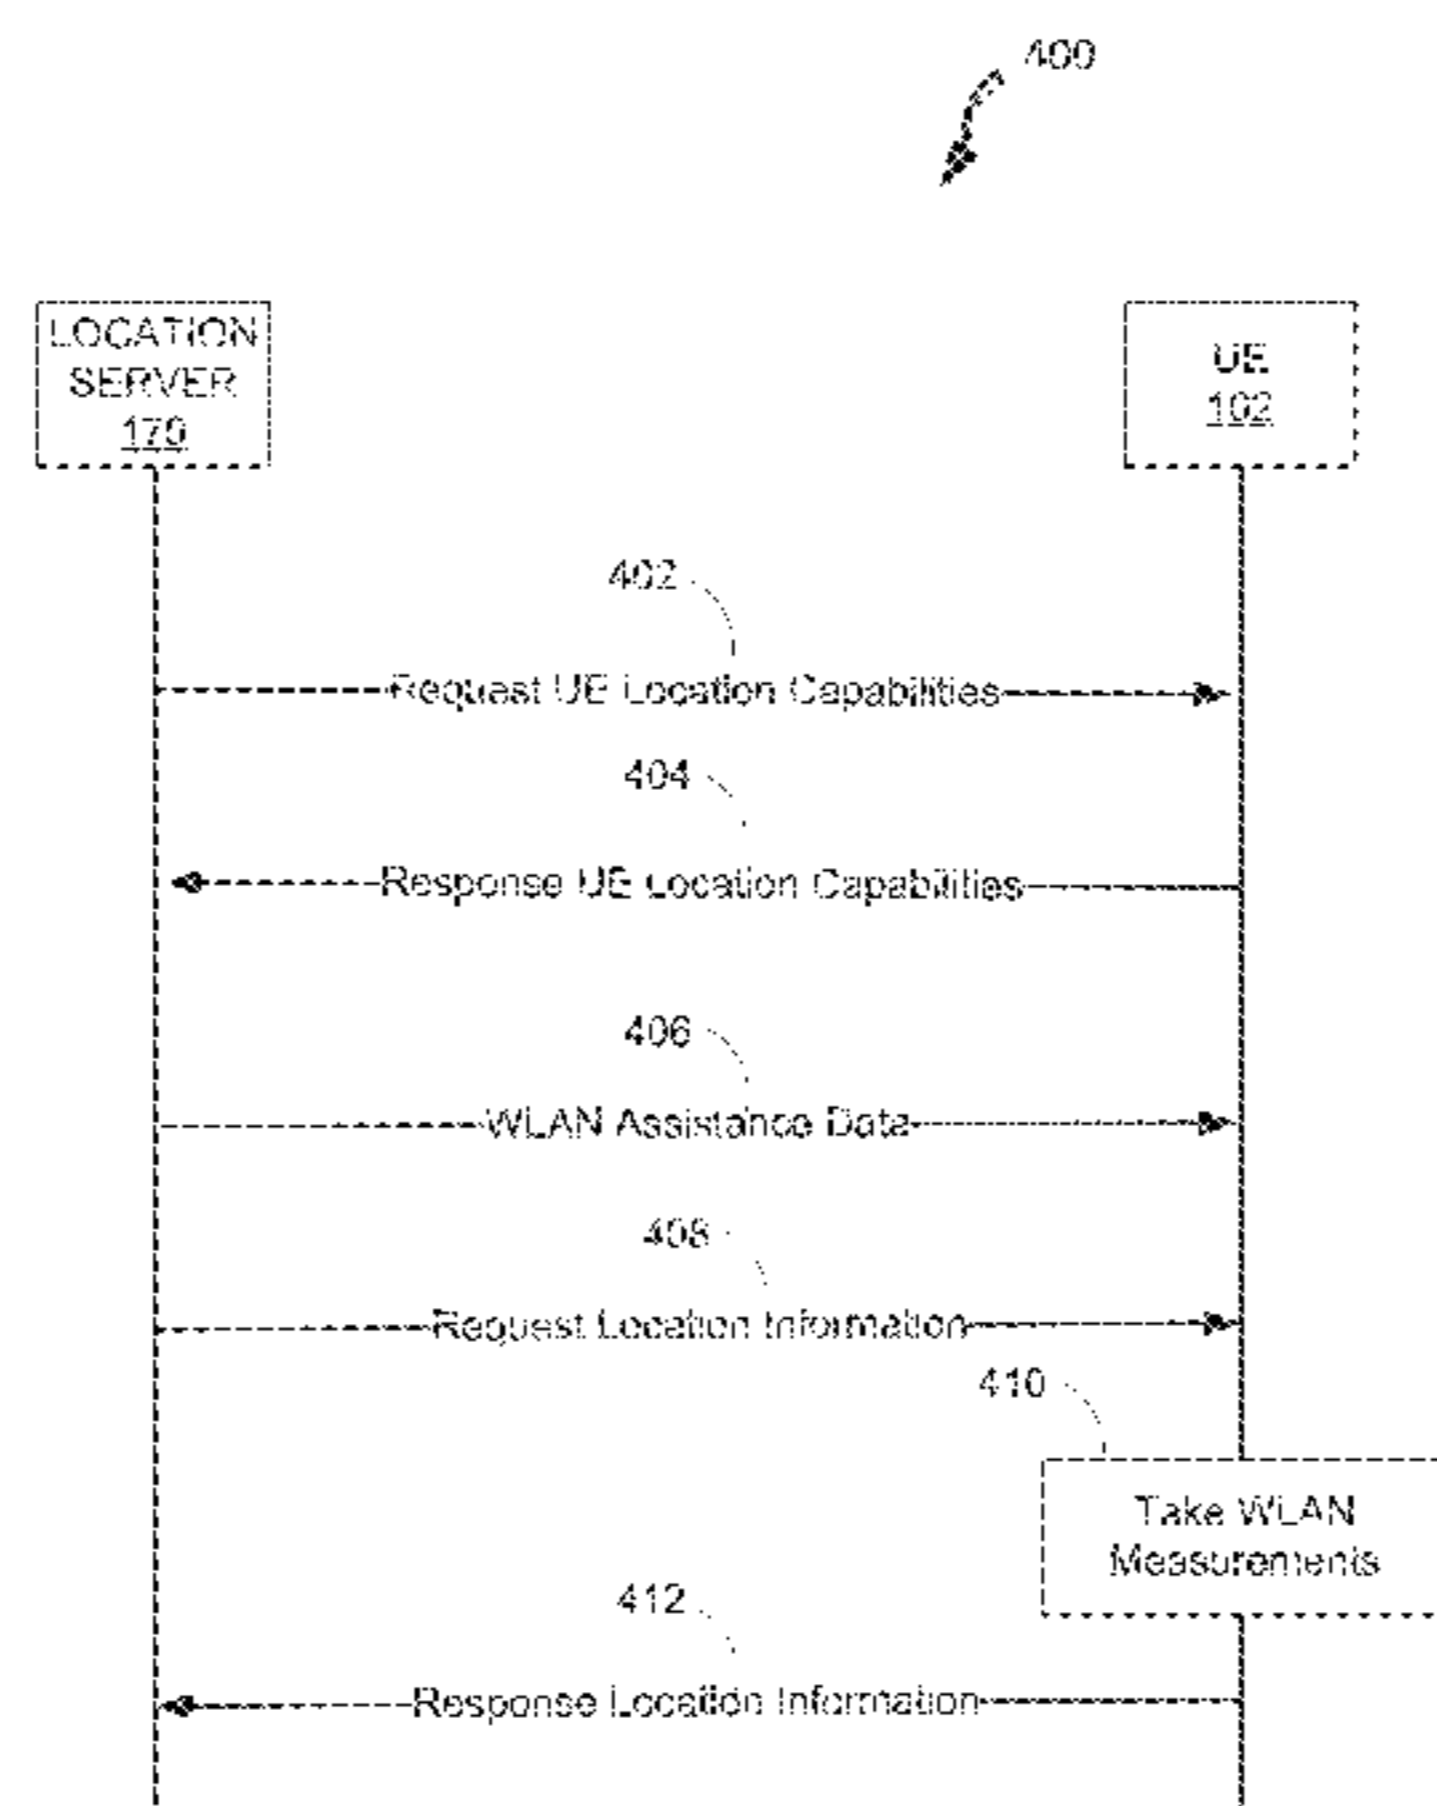 400
LOCATION
SERVER
170
UE
102
402
Request UE Location Capabilities
404
Response UE Location Capabilities
406
WLAN Assistance Data
408
Request Location Information
410
Take WLAN
Measurements
412
Response Location Information